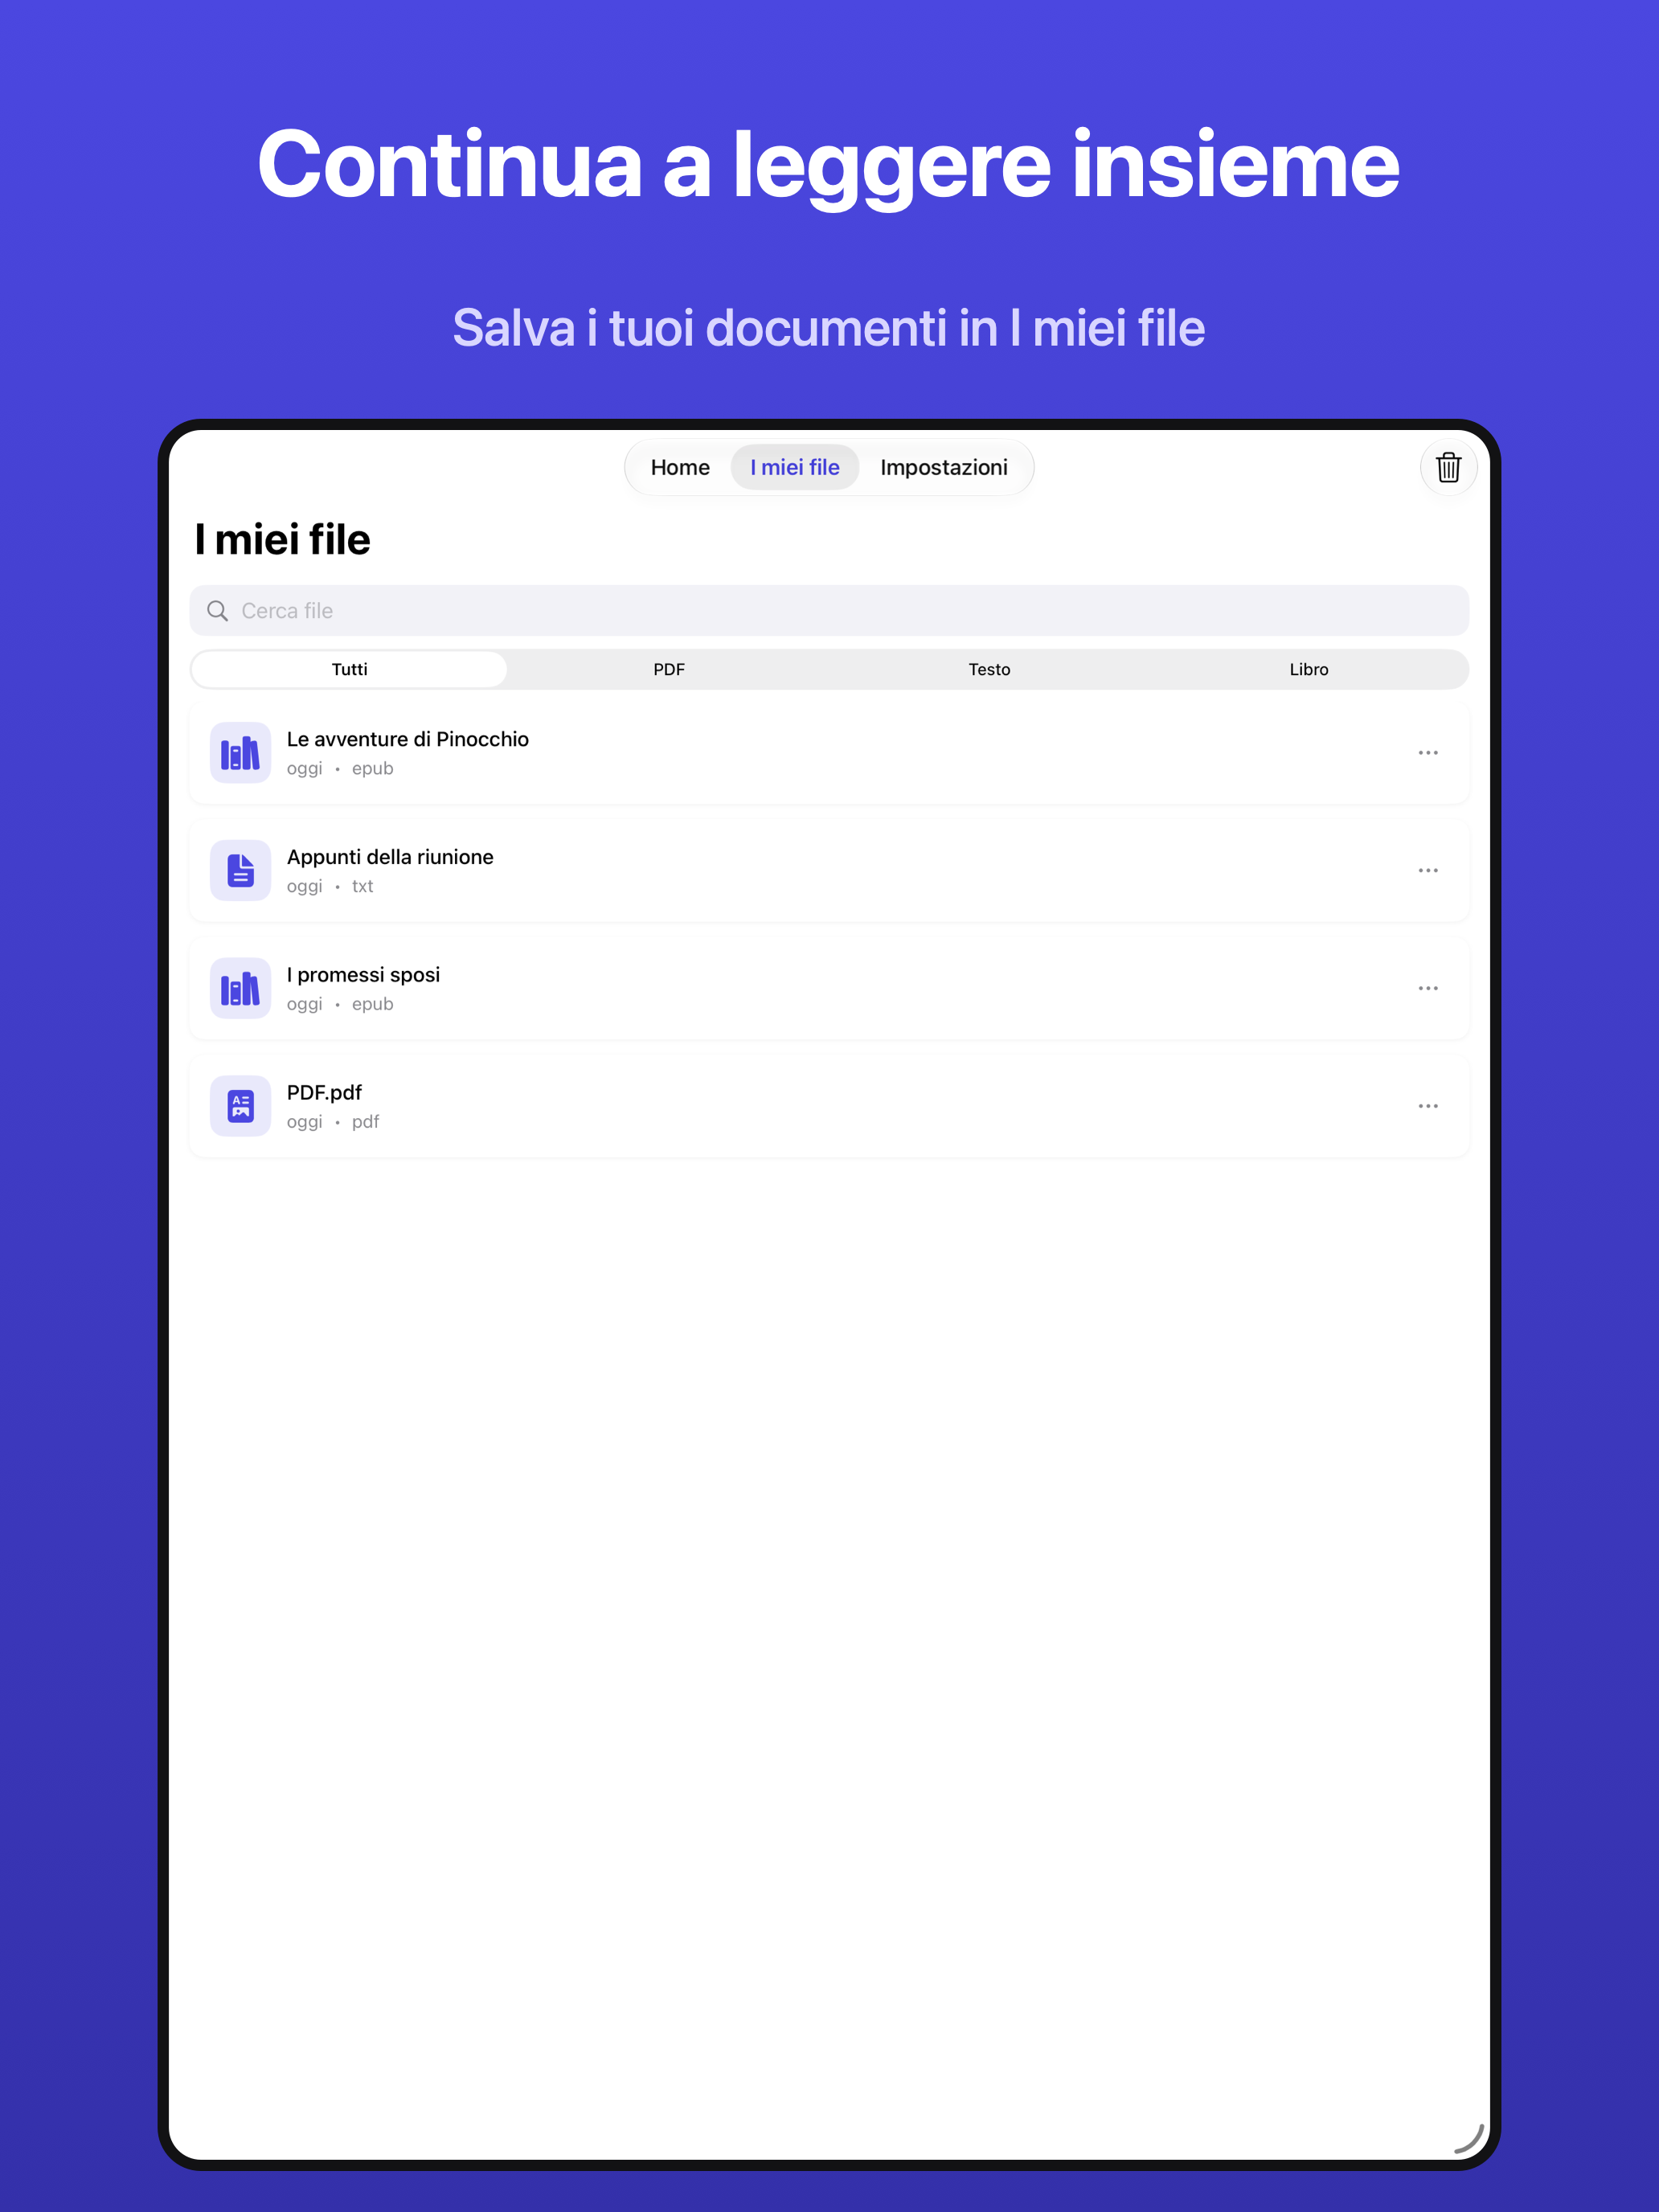 Continua a leggere insieme
Salva i tuoi documenti in I miei file
Home I miei file Impostazioni
I miei file
Cerca file
Tutti PDF Testo Libro
Le avventure di Pinocchio
oggi • epub
Appunti della riunione
oggi • txt
I promessi sposi
oggi • epub
PDF.pdf
oggi • pdf